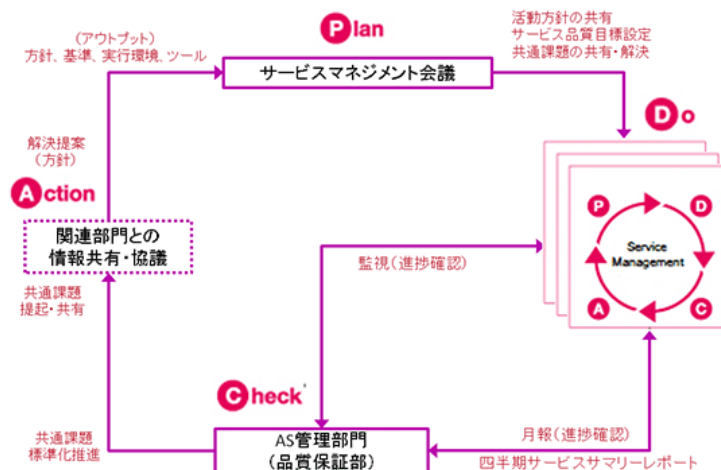 Plan
(アウトプット)
方針、基準、実行環境、ツール
サービスマネジメント会議
活動方針の共有
サービス品質目標設定
共通課題の共有・解決
Do
解決提案
(方針)
Action
関連部門との
情報共有・協議
共通課題
提起・共有
監視(進捗確認)
P
D
Service
Management
A
C
Check
共通課題
標準化推進
AS管理部門
(品質保証部)
月報(進捗確認)
四半期サービスサマリーレポート